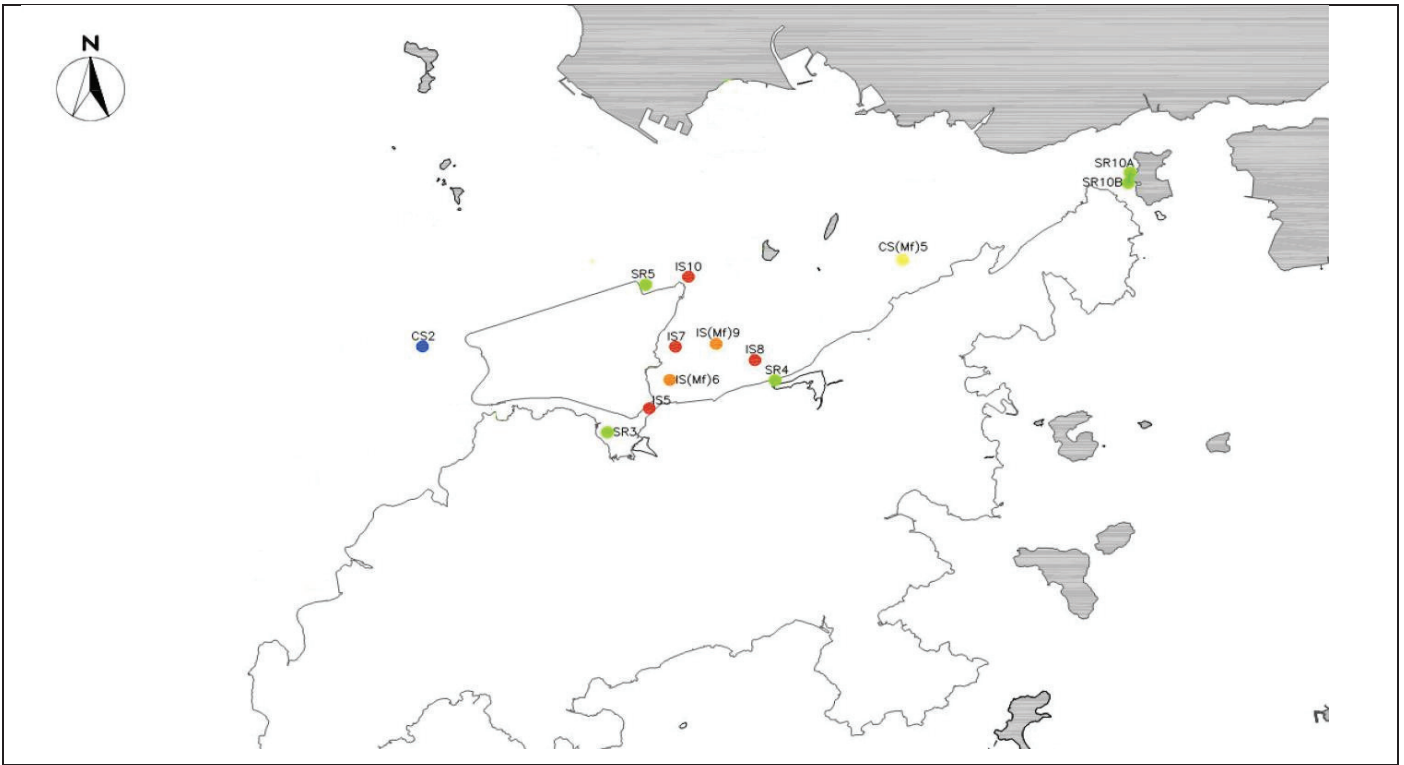 N
SR10A
SR10B
CS(Mf)5
IS10
SR5
CS2
IS7
IS(Mf)9
IS8
SR4
IS(Mf)6
IS5
SR3